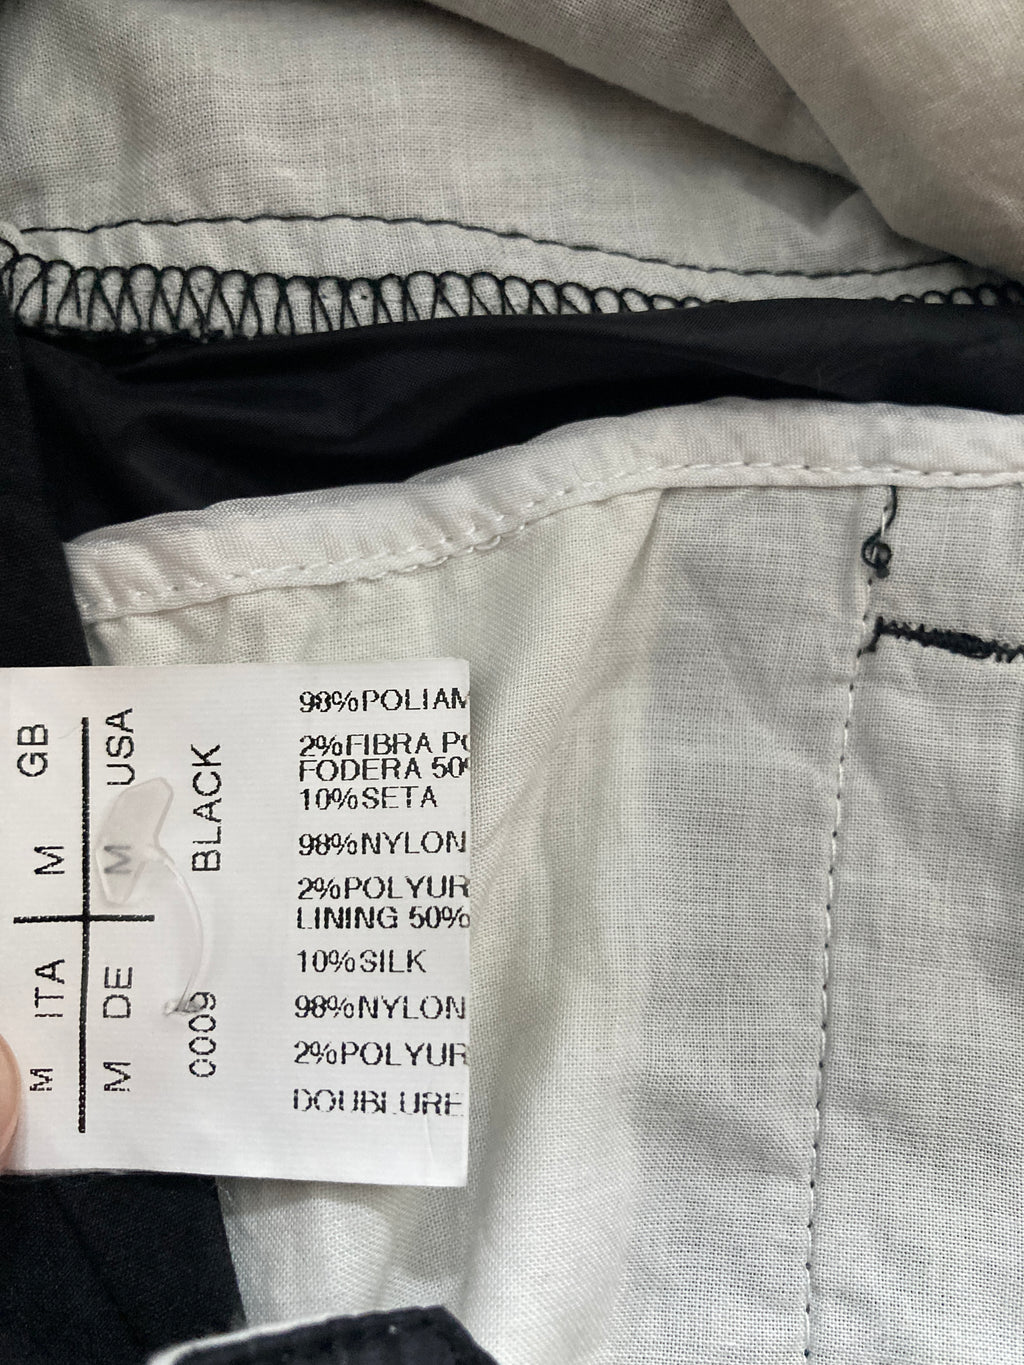 GB
M
USA
M
BLACK
ITA
M
DE
M
0009
98%POLIAM
2%FIBRA PO
FODERA 50%
10%SETA
98%NYLON
2%POLYUR
LINING 50%
10%SILK
98%NYLON
2%POLYUR
DOUBLURE